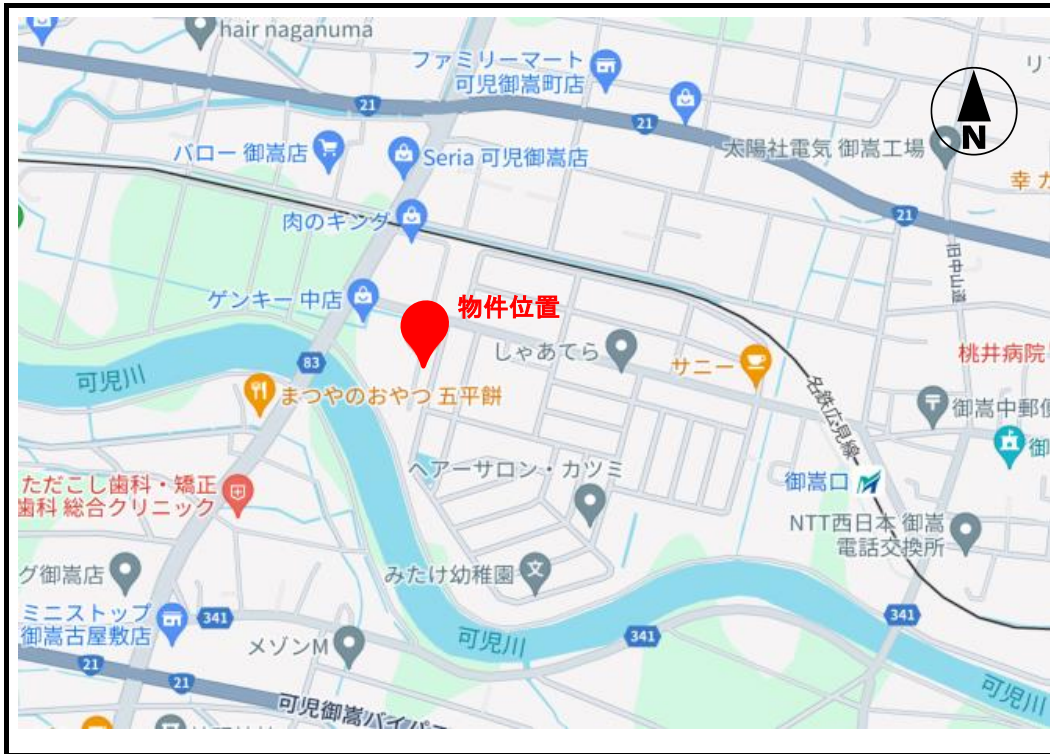 hair naganuma
ファミリーマート
可児御嵩町店
21
21
リ
N
バロー 御嵩店
Seria 可児御嵩店
太陽社電気 御嵩工場
幸
肉のキング
21
旧中山道
ゲンキー 中店
物件位置
しゃあてら
サニー
桃井病院
可児川
83
まつやのおやつ 五平餅
名鉄広見線
御嵩中郵便
御
ヘアーサロン・カツミ
御嵩口
ただこし歯科・矯正
歯科 総合クリニック
NTT西日本 御嵩
電話交換所
グ御嵩店
みたけ幼稚園
ミニストップ
御嵩古屋敷店
341
メゾンM
可児川
341
341
21
21
可児御嵩バイパス
可児川